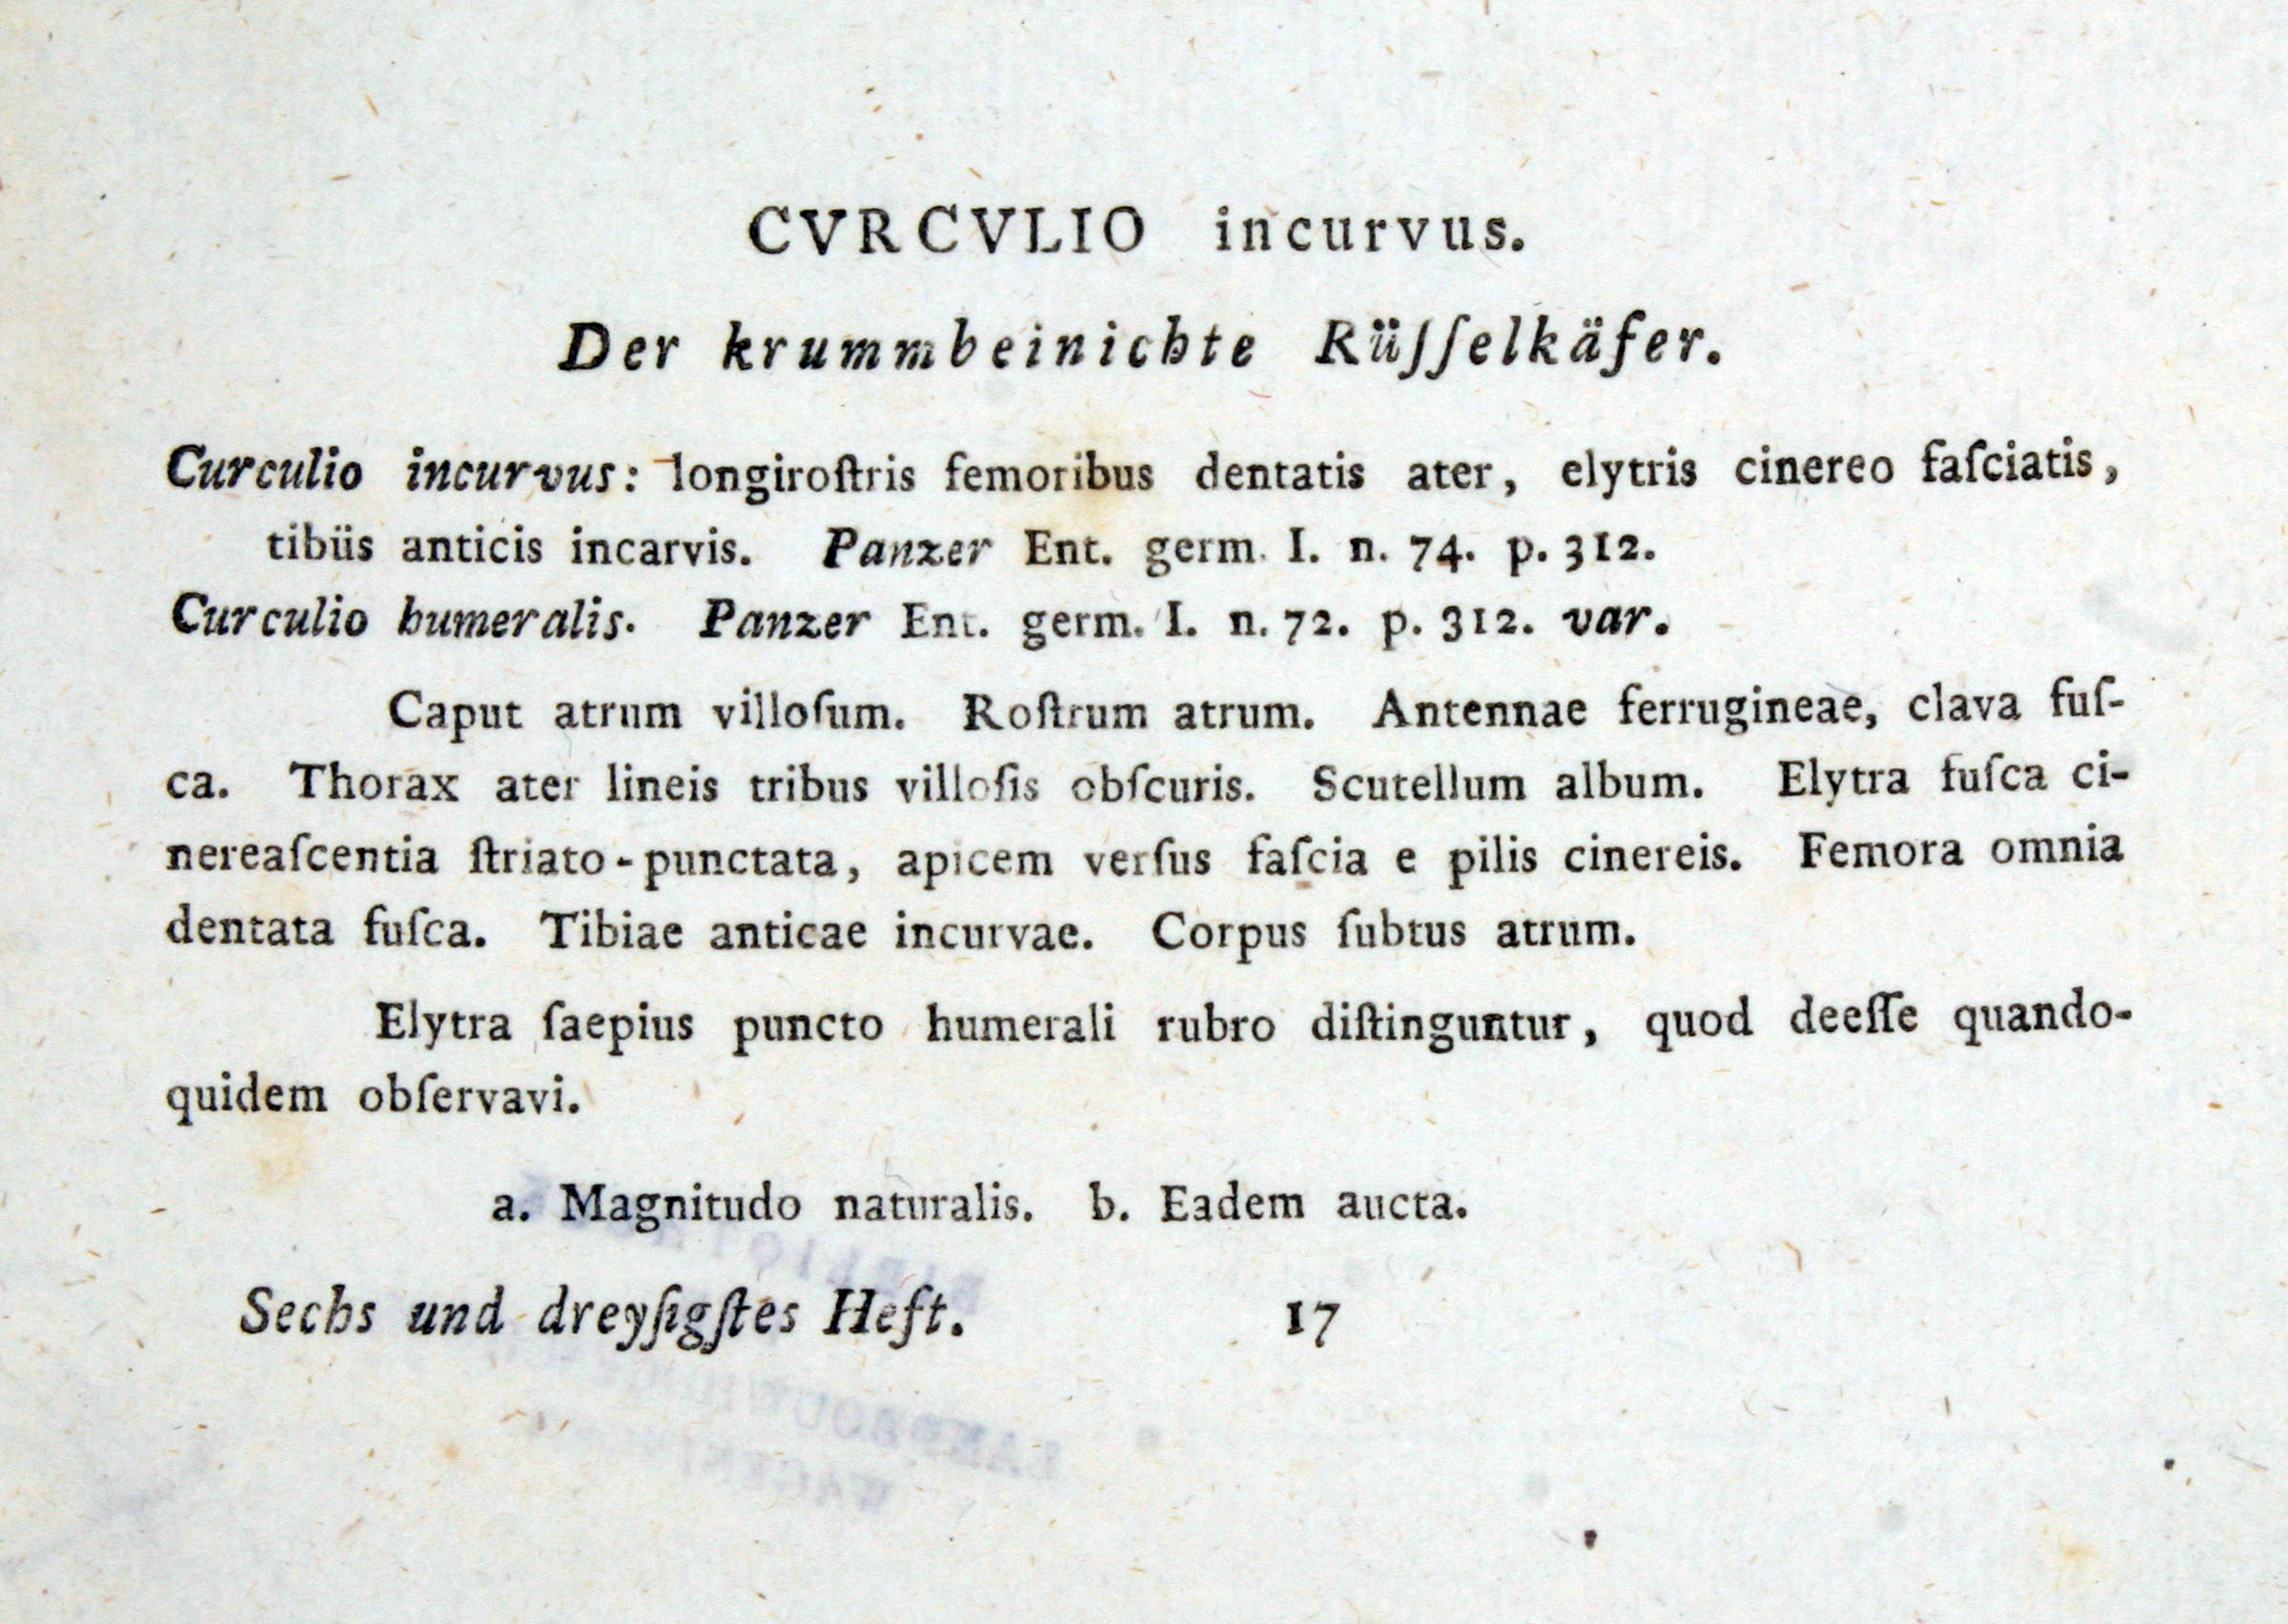 CVRCVLIO incurvus.
Der krummbeinichte Rüſſelkäfer.
Curculio incurvus: longiroſtris femoribus dentatis ater, elytris cinereo faſciatis,
tibiis anticis incarvis. Panzer Ent. germ. I. n. 74. p. 312.
Curculio humeralis. Panzer Ent. germ. I. n. 72. p. 312. var.
Caput atrum villoſum. Roſtrum atrum. Antennae ferrugineae, clava fuſ-
ca. Thorax ater lineis tribus villoſis obſcuris. Scutellum album. Elytra fuſca ci-
nereaſcentia ſtriato-punctata, apicem verſus faſcia e pilis cinereis. Femora omnia
dentata fuſca. Tibiae anticae incurvae. Corpus ſubtus atrum.
Elytra ſaepius puncto humerali rubro diſtinguntur, quod deeſſe quando-
quidem obſervavi.
a. Magnitudo naturalis. b. Eadem aucta.
Sechs und dreyſigſtes Heft. 17